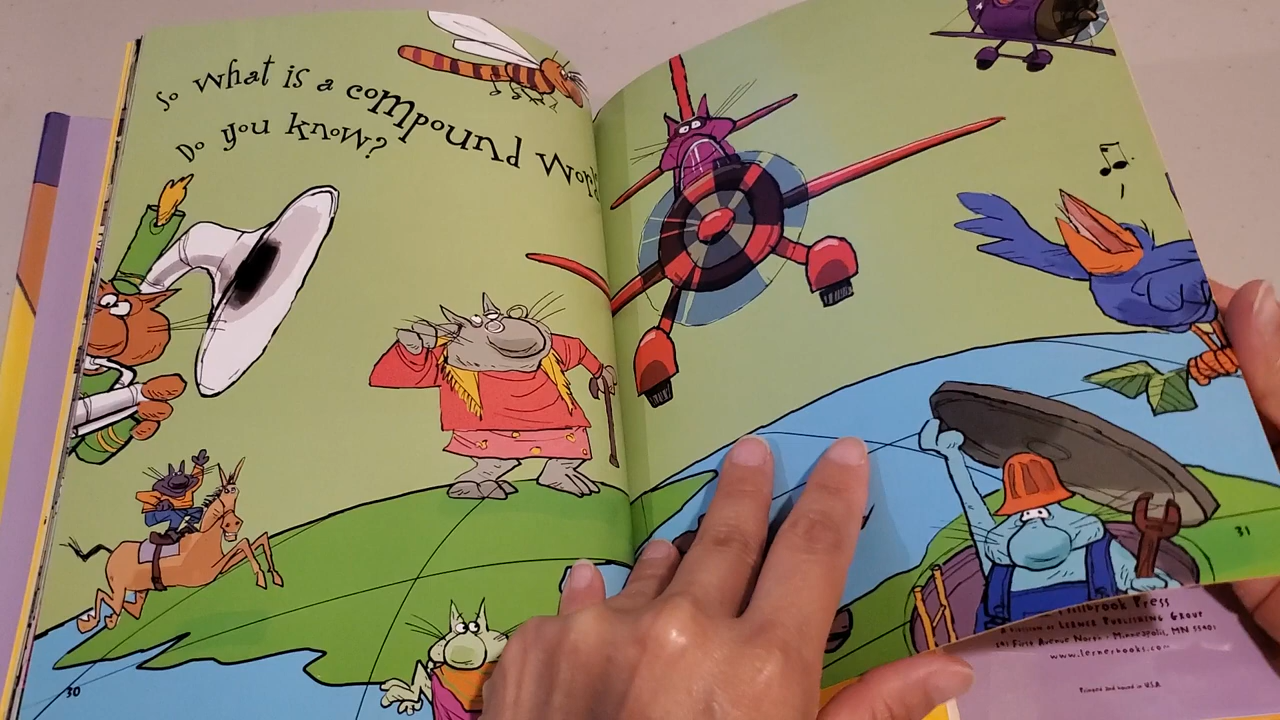 So what is a compound word
Do you know?
30
31
Millbrook Press
A division of Lerner Publishing Group
241 First Avenue North, Minneapolis, MN 55401
www.lernerbooks.com
Printed and bound in U.S.A.